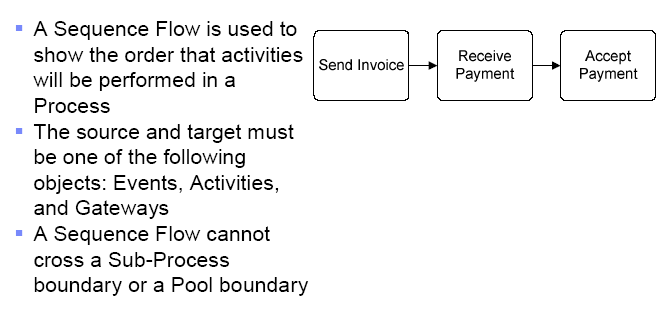 A Sequence Flow is used to
show the order that activities
will be performed in a
Process
The source and target must
be one of the following
objects: Events, Activities,
and Gateways
A Sequence Flow cannot
cross a Sub-Process
boundary or a Pool boundary
Send Invoice
Receive
Payment
Accept
Payment